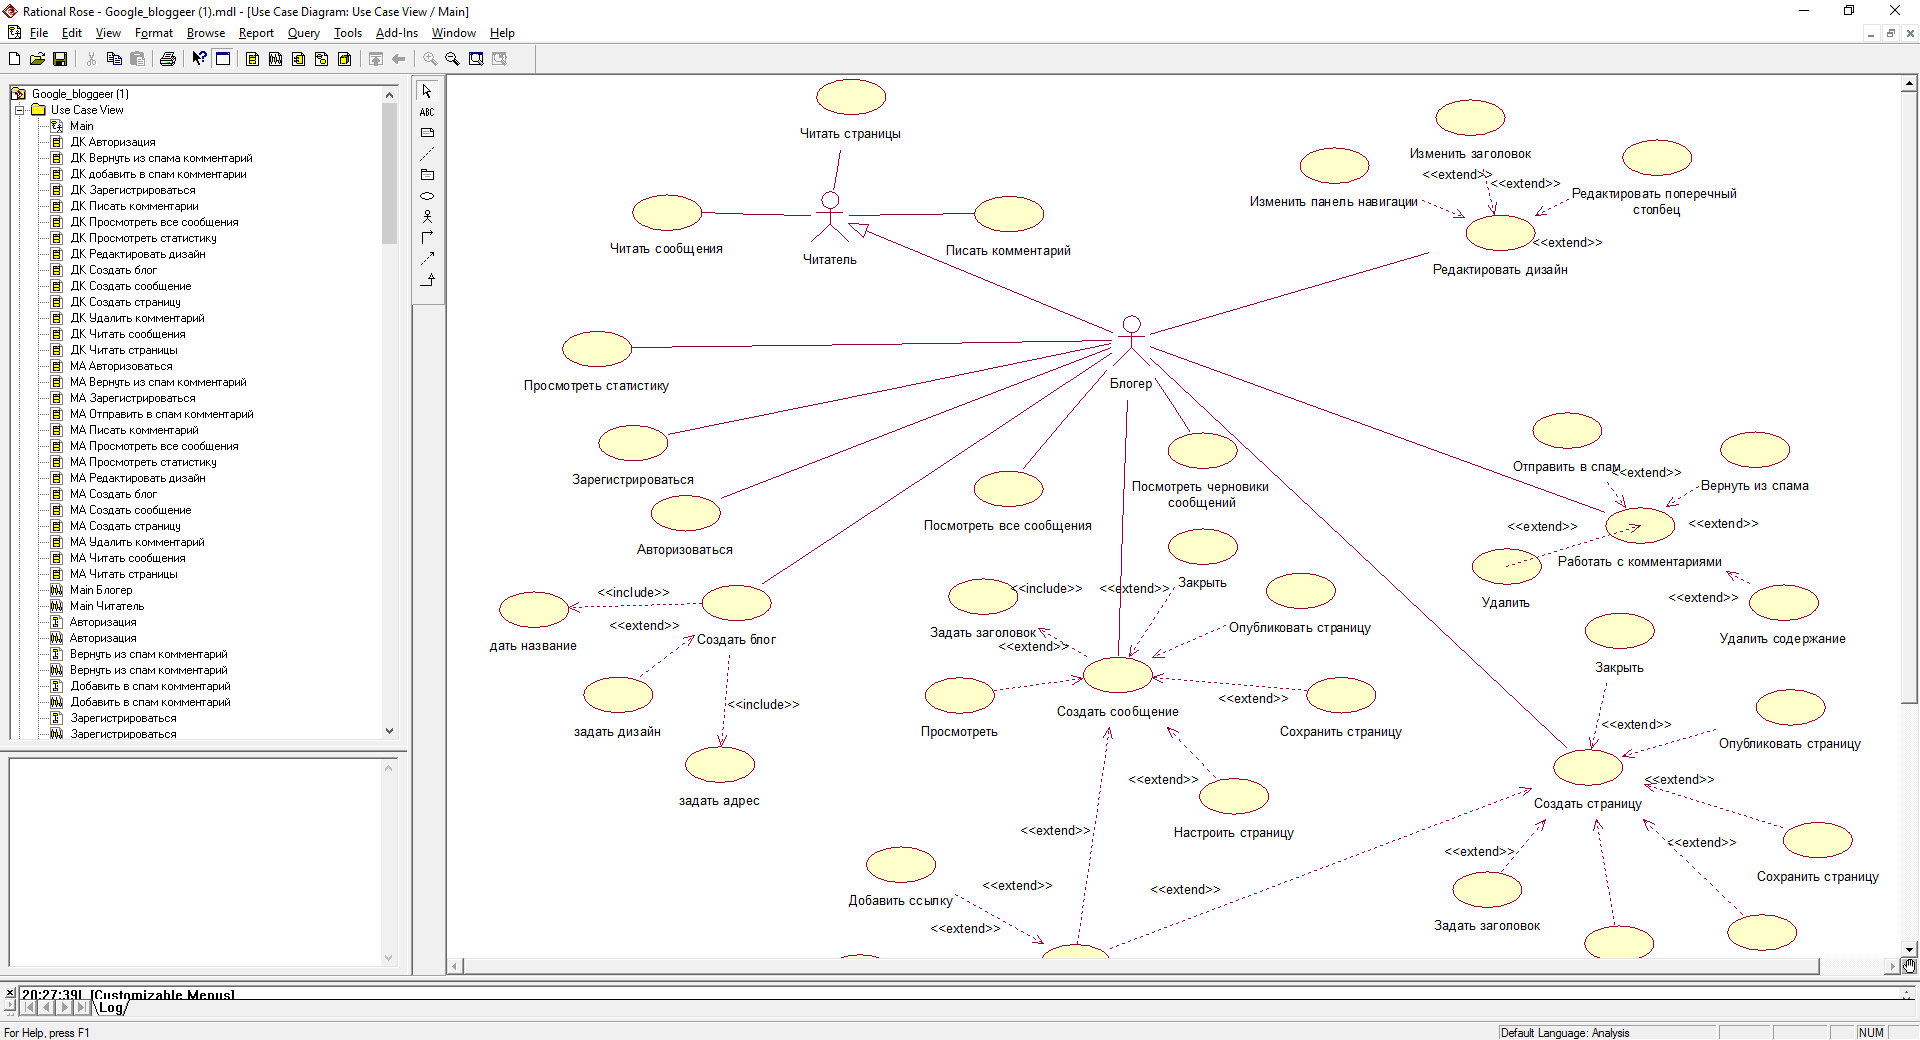 Rational Rose - Google_bloggeer (1).mdl - [Use Case Diagram: Use Case View / Main]
File Edit View Format Browse Report Query Tools Add-Ins Window Help
Google_bloggeer (1)
Use Case View
Main
ДК Авторизация
ДК Вернуть из спама комментарий
ДК добавить в спам комментарии
ДК Зарегистрироваться
ДК Писать комментарии
ДК Просмотреть все сообщения
ДК Просмотреть статистику
ДК Редактировать дизайн
ДК Создать блог
ДК Создать сообщение
ДК Создать страницу
ДК Удалить комментарий
ДК Читать сообщения
ДК Читать страницы
МА Авторизоваться
МА Вернуть из спам комментарий
МА Зарегистрироваться
МА Отправить в спам комментарий
МА Писать комментарий
МА Просмотреть все сообщения
МА Просмотреть статистику
МА Редактировать дизайн
МА Создать блог
МА Создать сообщение
МА Создать страницу
МА Удалить комментарий
МА Читать сообщения
МА Читать страницы
Main Блогер
Main Читатель
Авторизация
Авторизация
Вернуть из спам комментарий
Вернуть из спам комментарий
Добавить в спам комментарий
Добавить в спам комментарий
Зарегистрироваться
Зарегистрироваться
ABC
Читать страницы
Читать сообщения
Читатель
Писать комментарий
Изменить заголовок
<<extend>>
<<extend>>
Изменить панель навигации
Редактировать поперечный
столбец
<<extend>>
Редактировать дизайн
Блогер
Просмотреть статистику
Зарегистрироваться
Авторизоваться
Посмотреть все сообщения
Посмотреть черновики
сообщений
Отправить в спам
<<extend>>
Вернуть из спама
<<extend>>
<<extend>>
Работать с комментариями
Удалить
<<extend>>
Удалить содержание
<<include>>
дать название
<<extend>>
Создать блог
задать дизайн
<<include>>
задать адрес
<<include>>
<<extend>>
Закрыть
Задать заголовок
<<extend>>
Опубликовать страницу
Просмотреть
Создать сообщение
<<extend>>
Сохранить страницу
<<extend>>
Настроить страницу
<<extend>>
Добавить ссылку
<<extend>>
<<extend>>
<<extend>>
Закрыть
<<extend>>
Опубликовать страницу
<<extend>>
Создать страницу
<<extend>>
<<extend>>
Сохранить страницу
Задать заголовок
20:27:39| [Customizable Menus]
Log
For Help, press F1
Default Language: Analysis
NUM